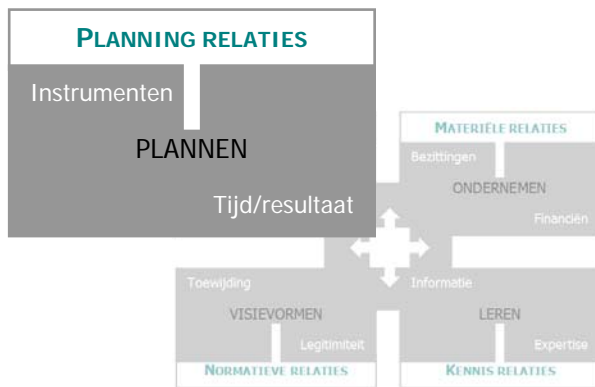 PLANNING RELATIES
Instrumenten
PLANNEN
Tijd/resultaat
MATERIËLE RELATIES
Bezittingen
ONDERNEMEN
Financiën
Toewijding
VISIEVORMEN
Legitimiteit
NORMATIEVE RELATIES
Informatie
LEREN
Expertise
KENNIS RELATIES